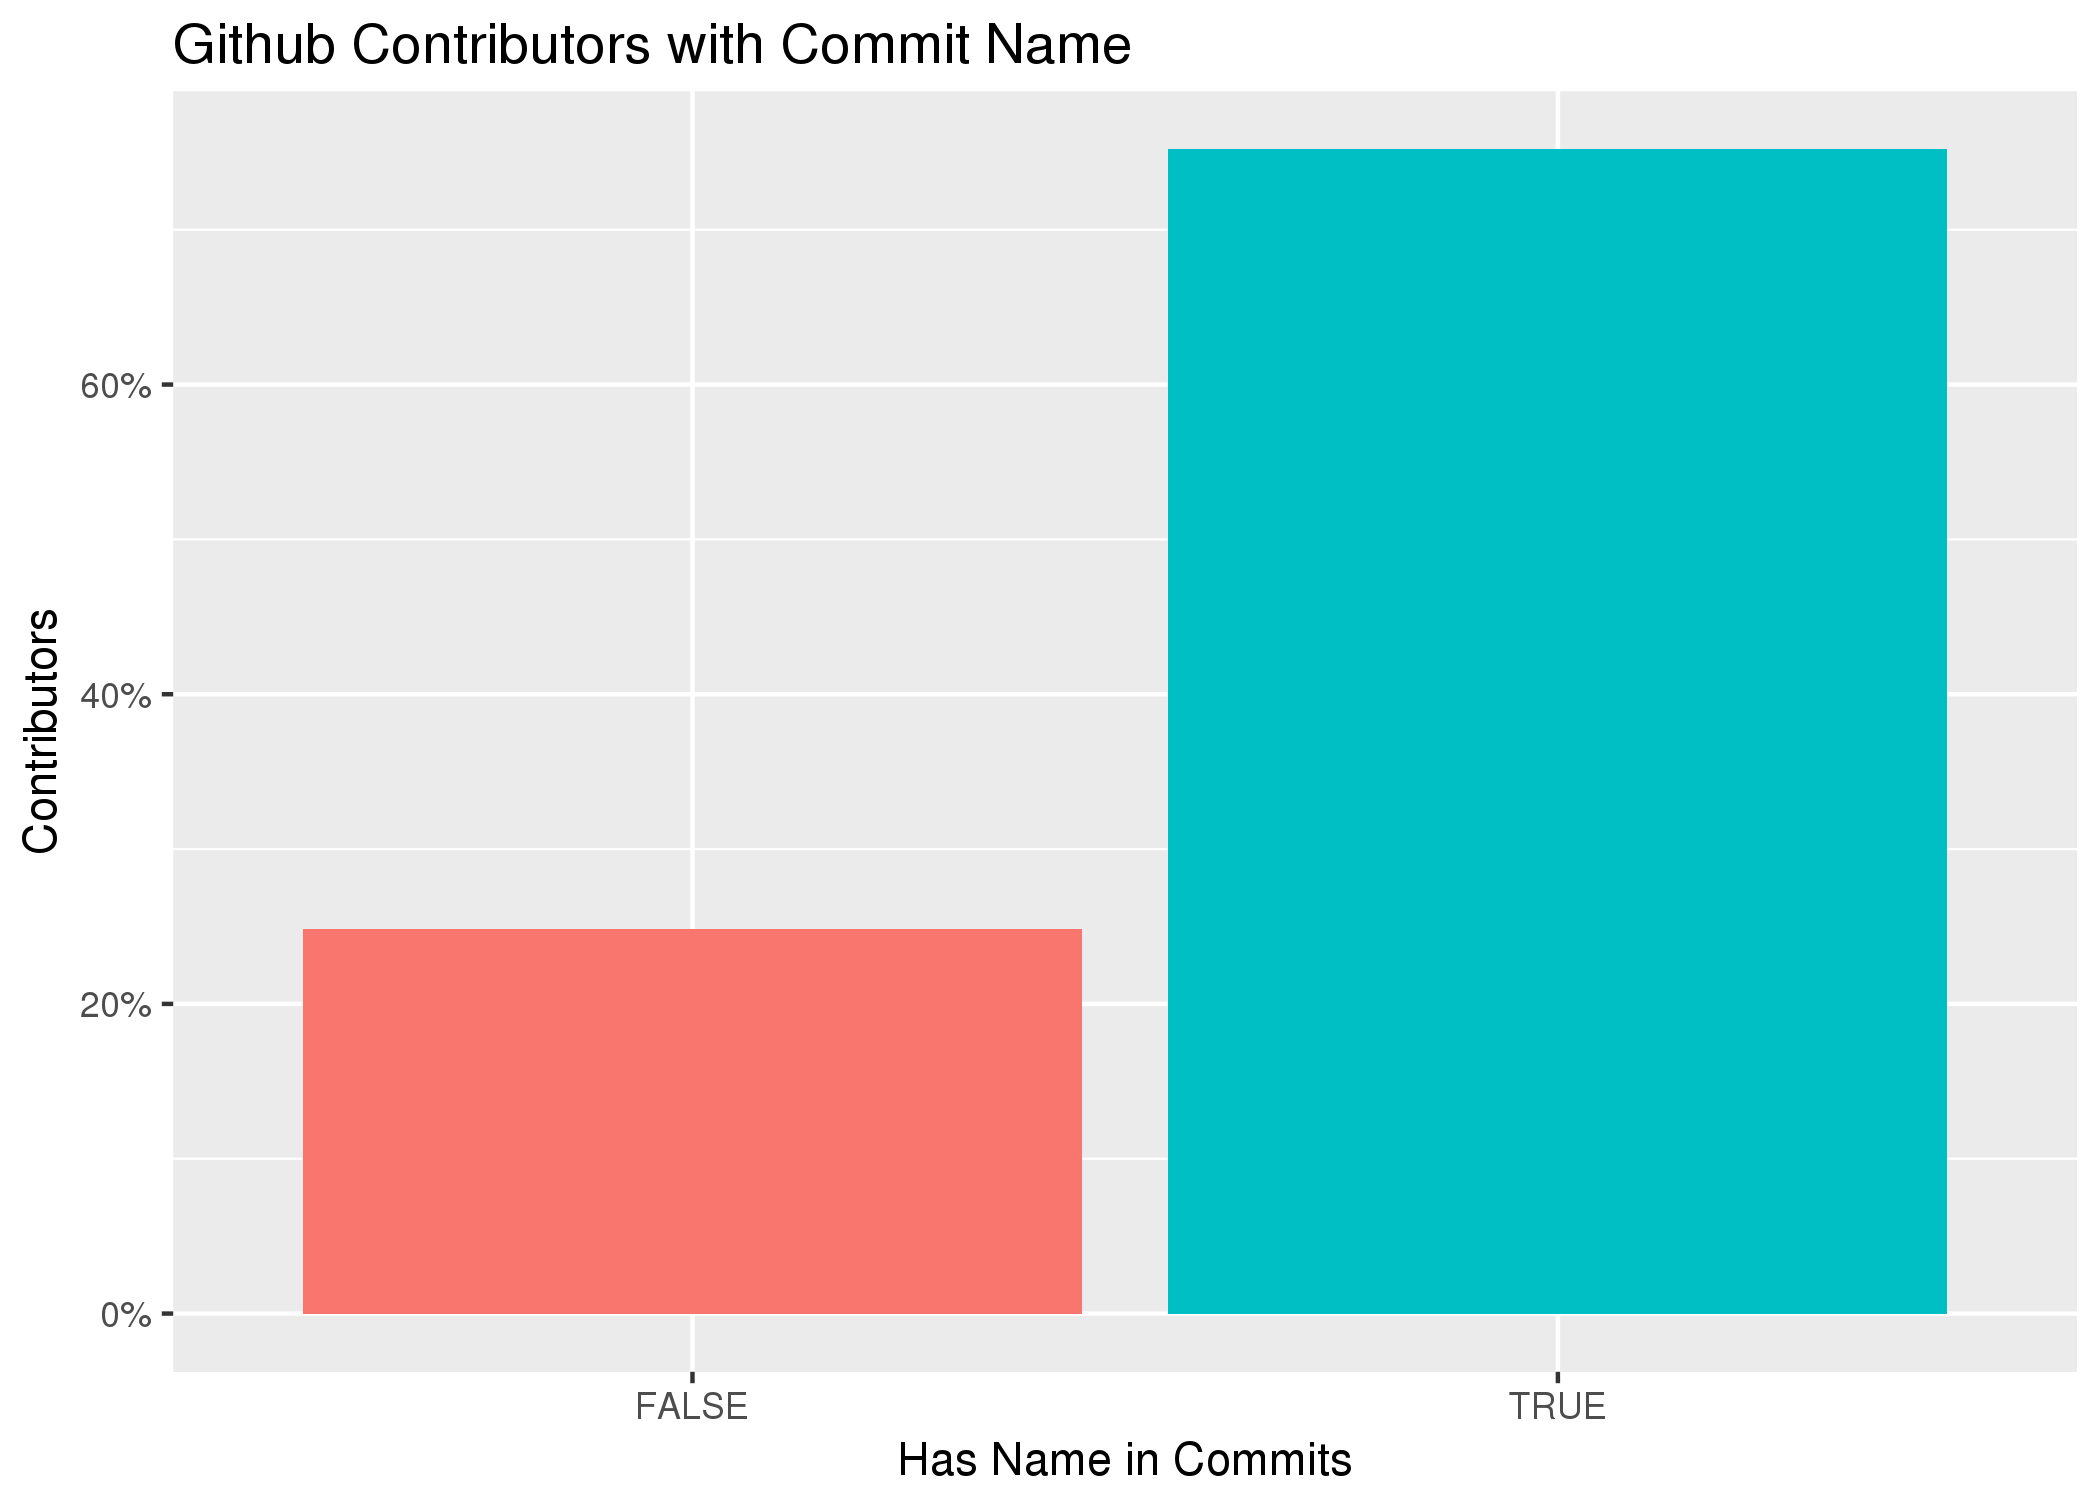 Github Contributors with Commit Name
Contributors
60%
40%
20%
0%
FALSE TRUE
Has Name in Commits